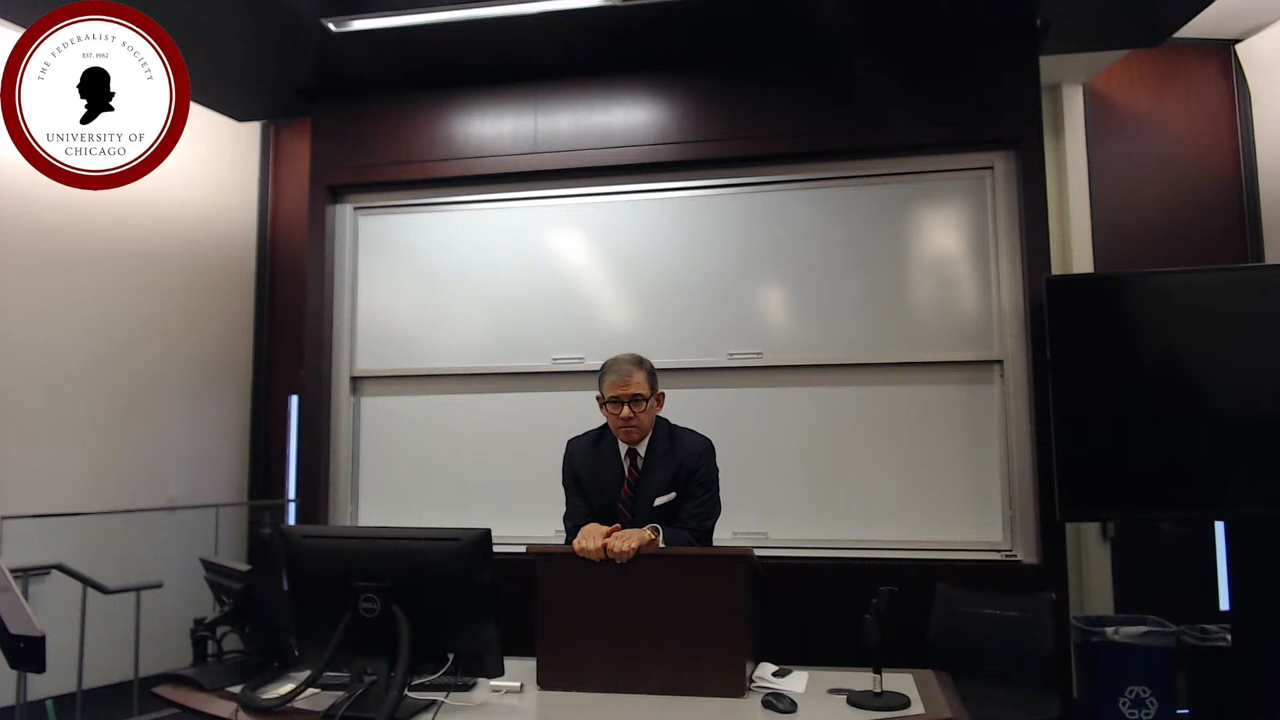 THE FEDERALIST SOCIETY
EST. 1982
UNIVERSITY OF
CHICAGO
DELL